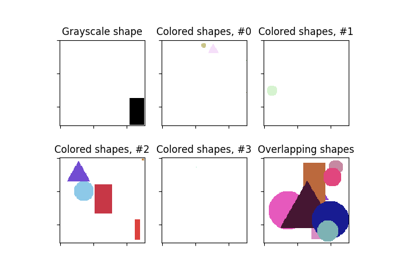 Grayscale shape
Colored shapes, #0
Colored shapes, #1
Colored shapes, #2
Colored shapes, #3
Overlapping shapes